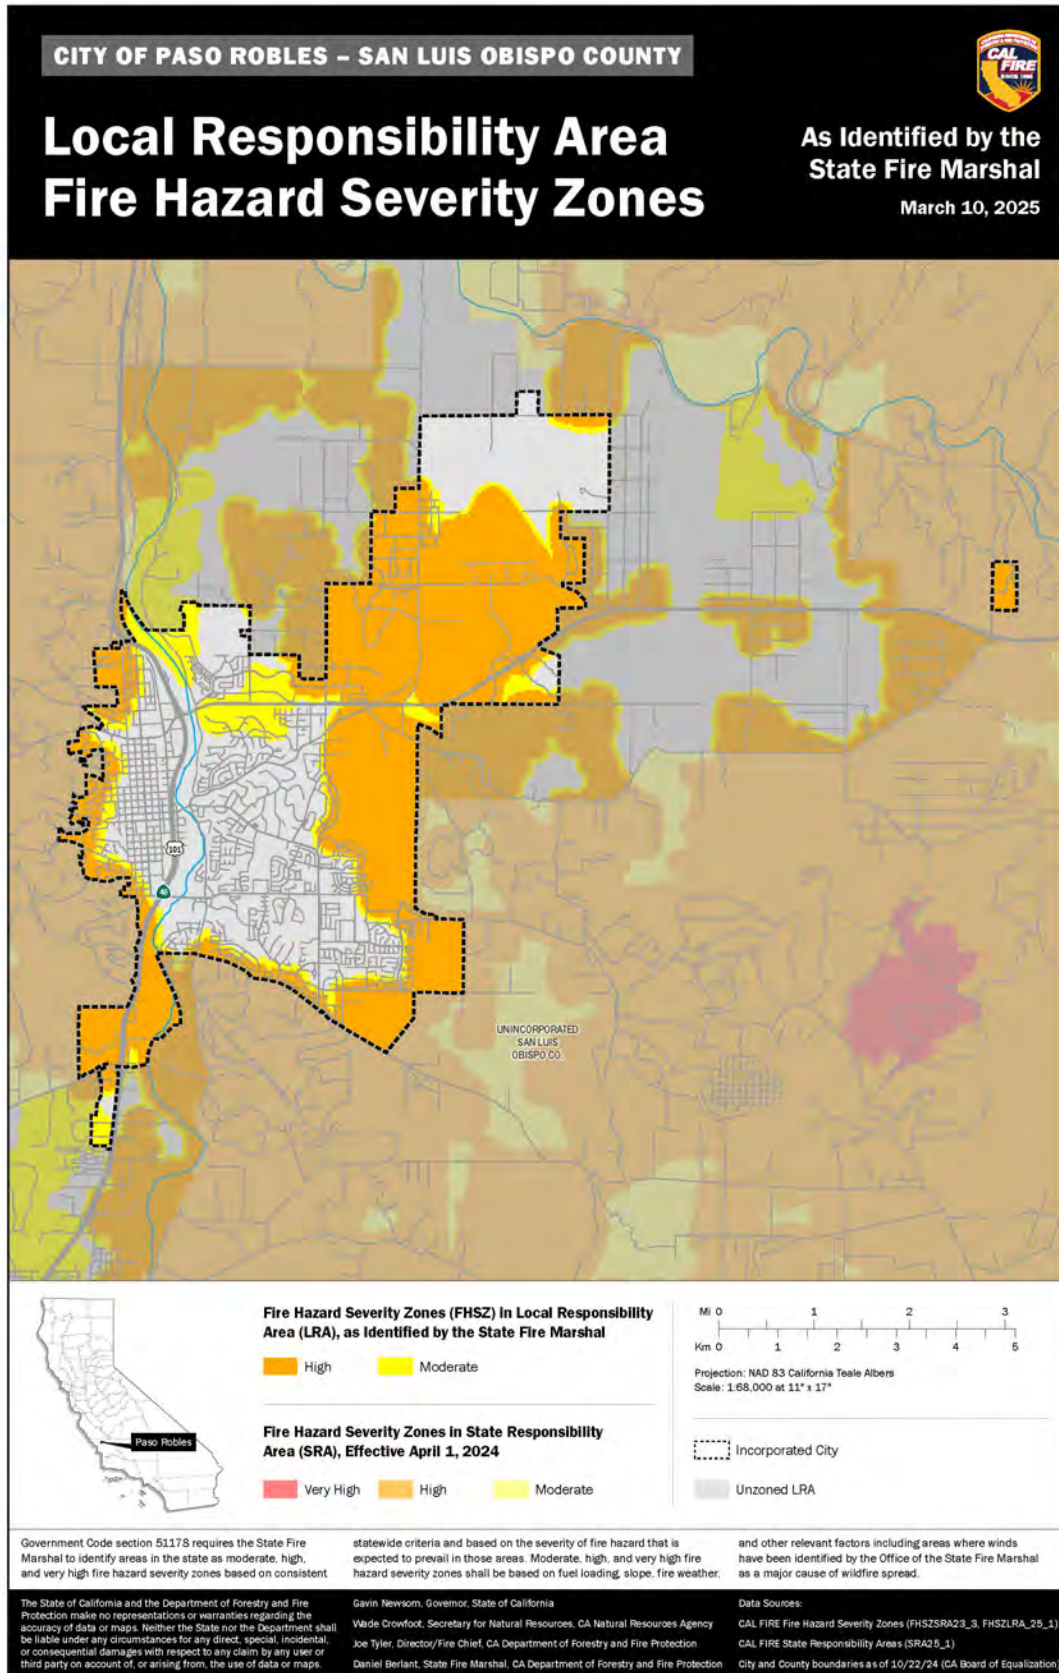 CITY OF PASO ROBLES – SAN LUIS OBISPO COUNTY
CAL
FIRE
SINCE 1885
Local Responsibility Area
Fire Hazard Severity Zones
As Identified by the
State Fire Marshal
March 10, 2025
101
46
UNINCORPORATED
SAN LUIS
OBISPO CO.
Paso Robles
Fire Hazard Severity Zones (FHSZ) in Local Responsibility
Area (LRA), as Identified by the State Fire Marshal
High
Moderate
Fire Hazard Severity Zones in State Responsibility
Area (SRA), Effective April 1, 2024
Very High
High
Moderate
Mi 0 1 2 3
Km 0 1 2 3 4 5
Projection: NAD 83 California Teale Albers
Scale: 1:68,000 at 11" x 17"
Incorporated City
Unzoned LRA
Government Code section 51178 requires the State Fire
Marshal to identify areas in the state as moderate, high,
and very high fire hazard severity zones based on consistent
statewide criteria and based on the severity of fire hazard that is
expected to prevail in those areas. Moderate, high, and very high fire
hazard severity zones shall be based on fuel loading, slope, fire weather,
and other relevant factors including areas where winds
have been identified by the Office of the State Fire Marshal
as a major cause of wildfire spread.
The State of California and the Department of Forestry and Fire
Protection make no representations or warranties regarding the
accuracy of data or maps. Neither the State nor the Department shall
be liable under any circumstances for any direct, special, incidental,
or consequential damages with respect to any claim by any user or
third party on account of, or arising from, the use of data or maps.
Gavin Newsom, Governor, State of California
Wade Crowfoot, Secretary for Natural Resources, CA Natural Resources Agency
Joe Tyler, Director/Fire Chief, CA Department of Forestry and Fire Protection
Daniel Berlant, State Fire Marshal, CA Department of Forestry and Fire Protection
Data Sources:
CAL FIRE Fire Hazard Severity Zones (FHSZSRA23_3, FHSZLRA_25_1)
CAL FIRE State Responsibility Areas (SRA25_1)
City and County boundaries as of 10/22/24 (CA Board of Equalization)